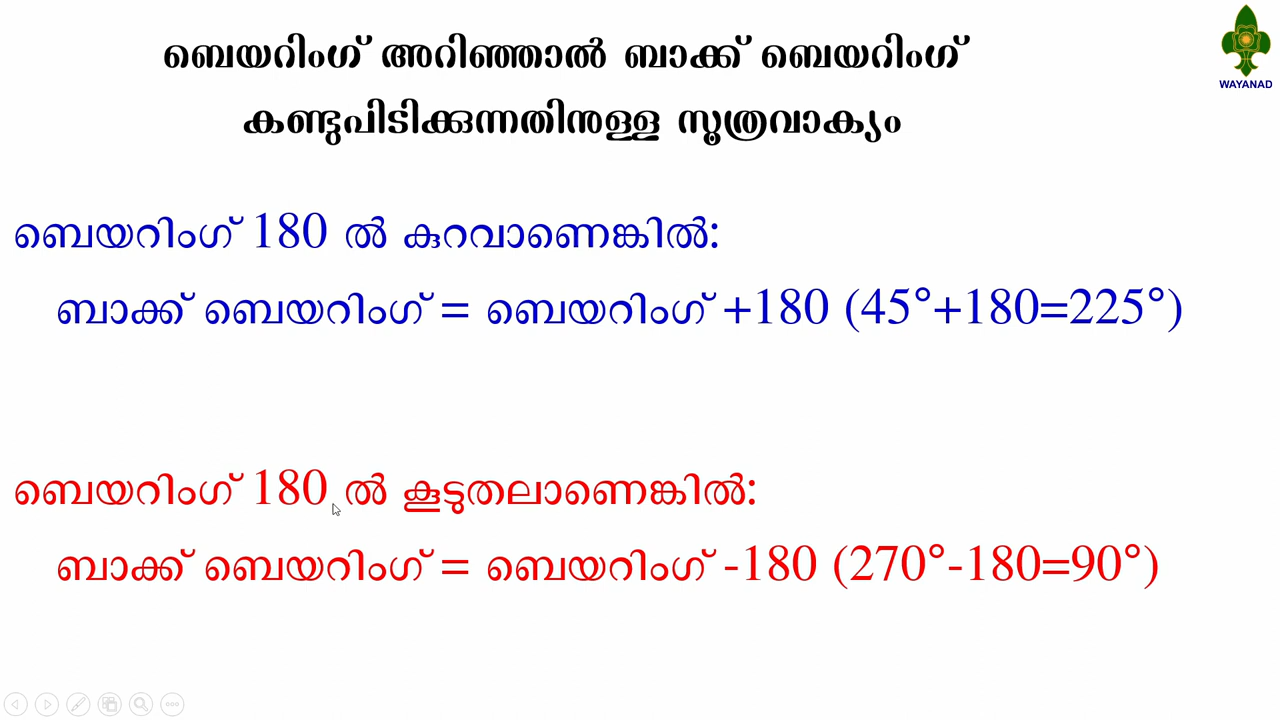 ബെയറിംഗ് അറിഞ്ഞാൽ ബാക്ക് ബെയറിംഗ്
കണ്ടുപിടിക്കുന്നതിനുള്ള സൂത്രവാക്യം
WAYANAD
ബെയറിംഗ് 180 ൽ കുറവാണെങ്കിൽ:
ബാക്ക് ബെയറിംഗ് = ബെയറിംഗ് +180 (45°+180=225°)
ബെയറിംഗ് 180 ൽ കൂടുതലാണെങ്കിൽ:
ബാക്ക് ബെയറിംഗ് = ബെയറിംഗ് -180 (270°-180=90°)